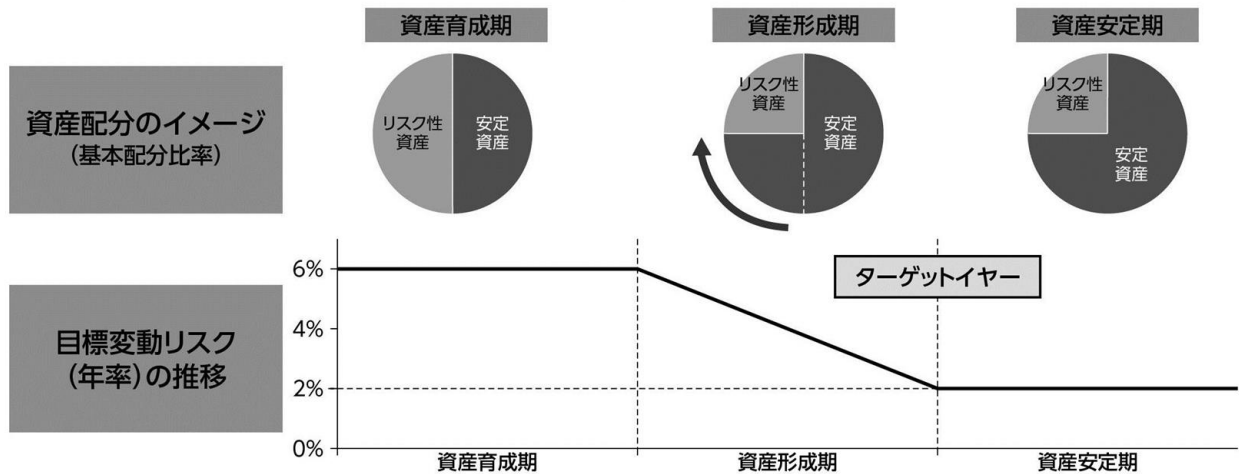 資産育成期
資産形成期
資産安定期
資産配分のイメージ
(基本配分比率)
リスク性
資産
安定
資産
リスク性
資産
安定
資産
リスク性
資産
安定
資産
目標変動リスク
(年率)の推移
6%
4%
2%
0%
ターゲットイヤー
資産育成期
資産形成期
資産安定期